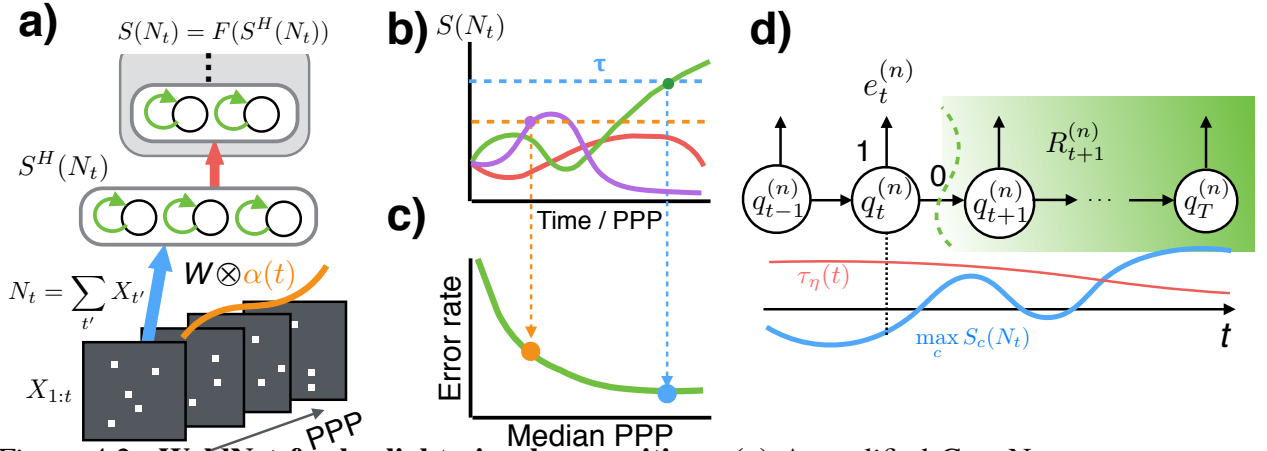 a)
S(N_t) = F(S^H(N_t))
S^H(N_t)
W ⊗ α(t)
N_t = ∑_{t'} X_{t'}
X_{1:t}
PPP
b)
S(N_t)
τ
Time / PPP
c)
Error rate
Median PPP
d)
e_t^{(n)}
R_{t+1}^{(n)}
1
0
q_{t-1}^{(n)}
q_t^{(n)}
q_{t+1}^{(n)}
...
q_T^{(n)}
τ_η(t)
max_c S_c(N_t)
t